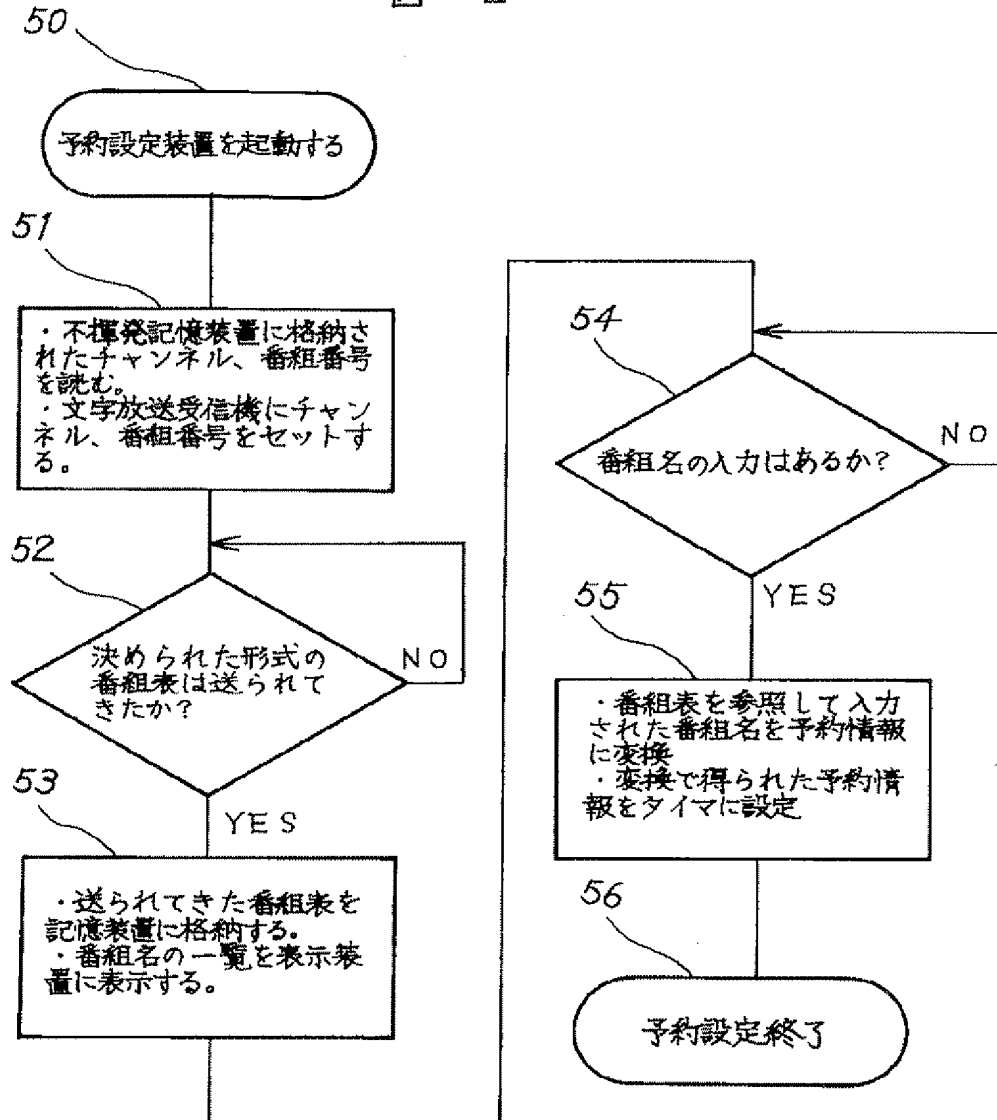 50
予約設定装置を起動する
51
・不揮発記憶装置に格納さ
れたチャンネル、番組番号
を読む。
・文字放送受信機にチャン
ネル、番組番号をセットす
る。
52
決められた形式の
番組表は送られて
きたか?
NO
YES
53
・送られてきた番組表を
記憶装置に格納する。
・番組名の一覧を表示装
置に表示する。
54
番組名の入力はあるか?
NO
YES
55
・番組表を参照して入力
された番組名を予約情報
に変換
・変換で得られた予約情
報をタイマに設定
56
予約設定終了